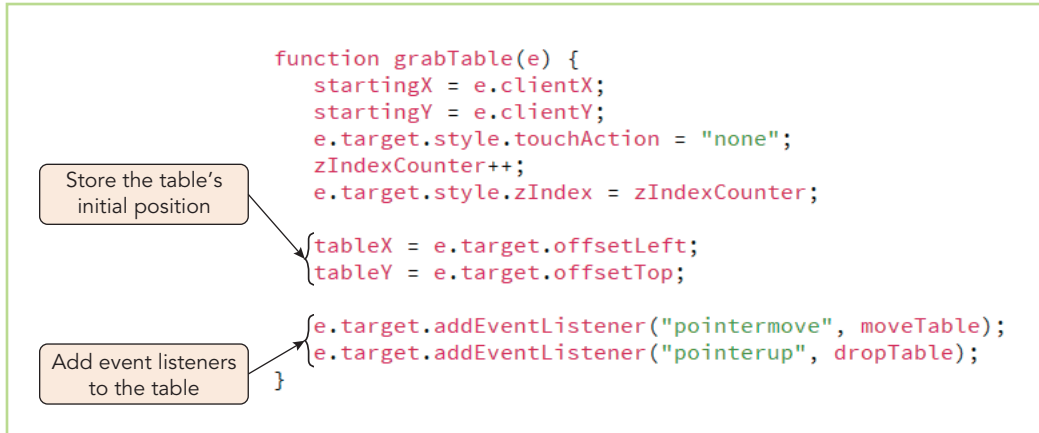 function grabTable(e) {
startingX = e.clientX;
startingY = e.clientY;
e.target.style.touchAction = "none";
zIndexCounter++;
e.target.style.zIndex = zIndexCounter;
Store the table's
initial position
tableX = e.target.offsetLeft;
tableY = e.target.offsetTop;
e.target.addEventListener("pointermove", moveTable);
e.target.addEventListener("pointerup", dropTable);
Add event listeners
to the table
}